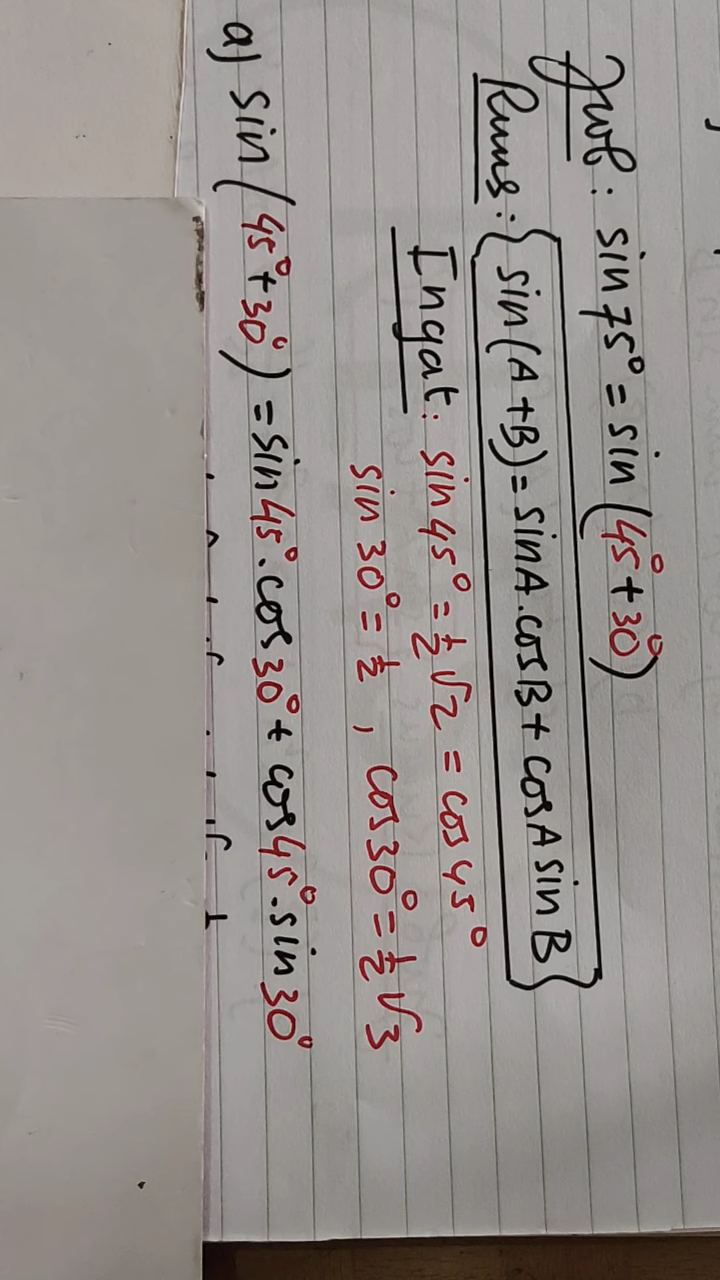 Jwb: sin 75° = sin (45° + 30°)
Rumus: { sin (A + B) = sin A . cos B + cos A sin B }
Ingat: sin 45° = ½ √2 = cos 45°
sin 30° = ½ , cos 30° = ½ √3
a) sin (45° + 30°) = sin 45° . cos 30° + cos 45° . sin 30°